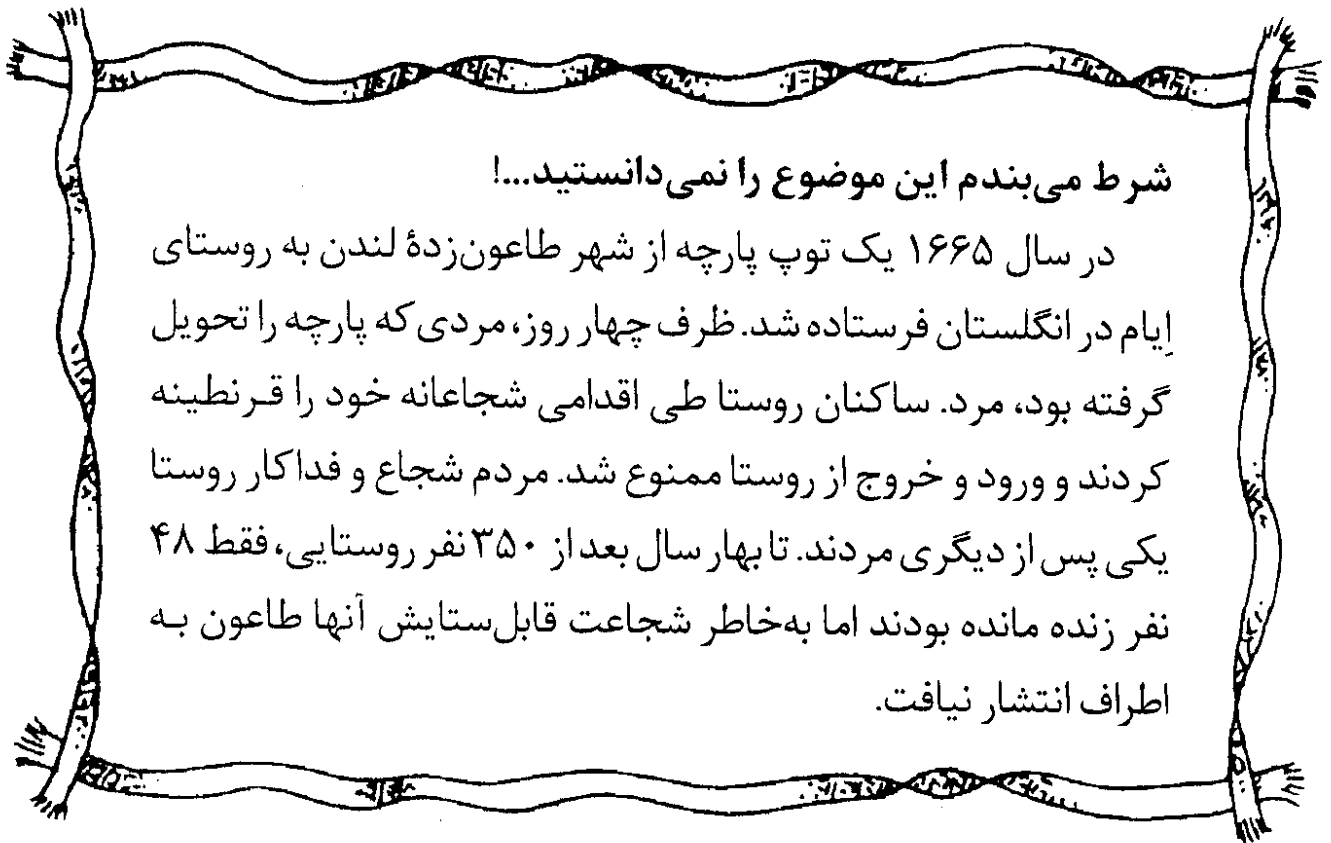 شرط می‌بندم این موضوع را نمی‌دانستید...!
در سال ۱۶۶۵ یک توپ پارچه از شهر طاعون‌زدهٔ لندن به روستای
اِیام در انگلستان فرستاده شد. ظرف چهار روز، مردی که پارچه را تحویل
گرفته بود، مرد. ساکنان روستا طی اقدامی شجاعانه خود را قرنطینه
کردند و ورود و خروج از روستا ممنوع شد. مردم شجاع و فداکار روستا
یکی پس از دیگری مردند. تا بهار سال بعد از ۳۵۰ نفر روستایی، فقط ۴۸
نفر زنده مانده بودند اما به‌خاطر شجاعت قابل‌ستایش آنها طاعون به
اطراف انتشار نیافت.